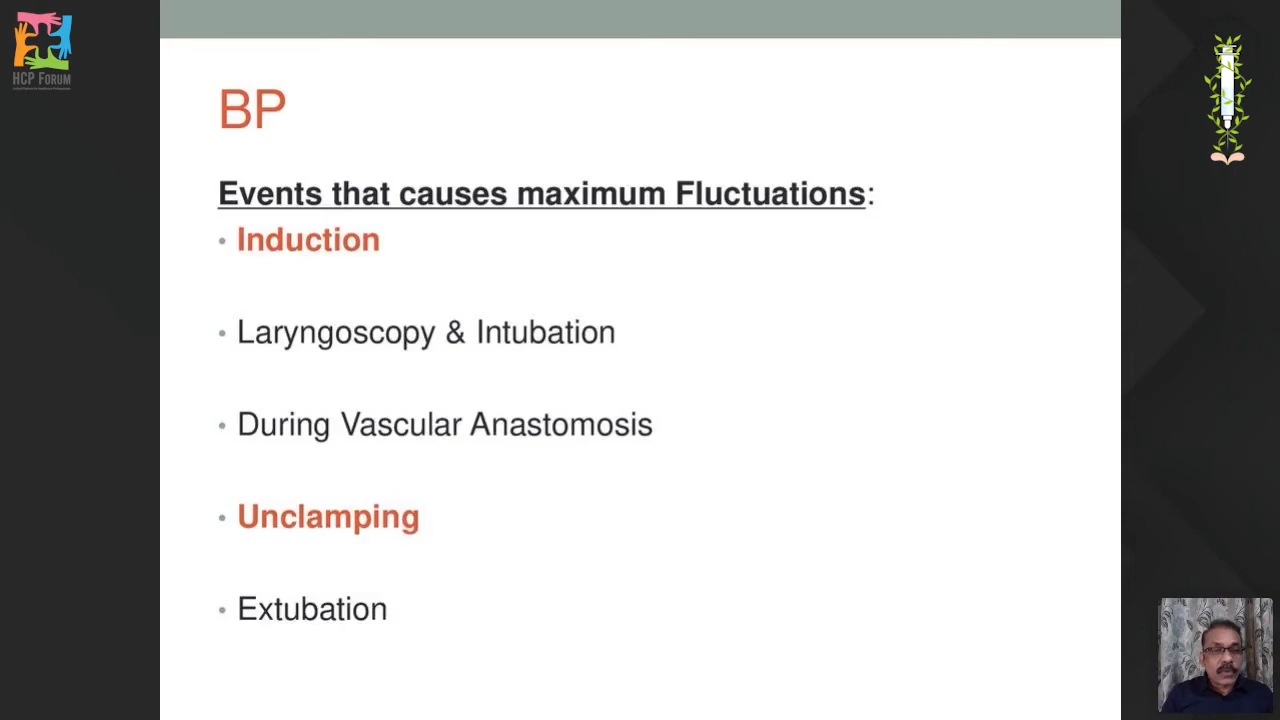 HCP FORUM
BP
Events that causes maximum Fluctuations:
• Induction
• Laryngoscopy & Intubation
• During Vascular Anastomosis
• Unclamping
• Extubation